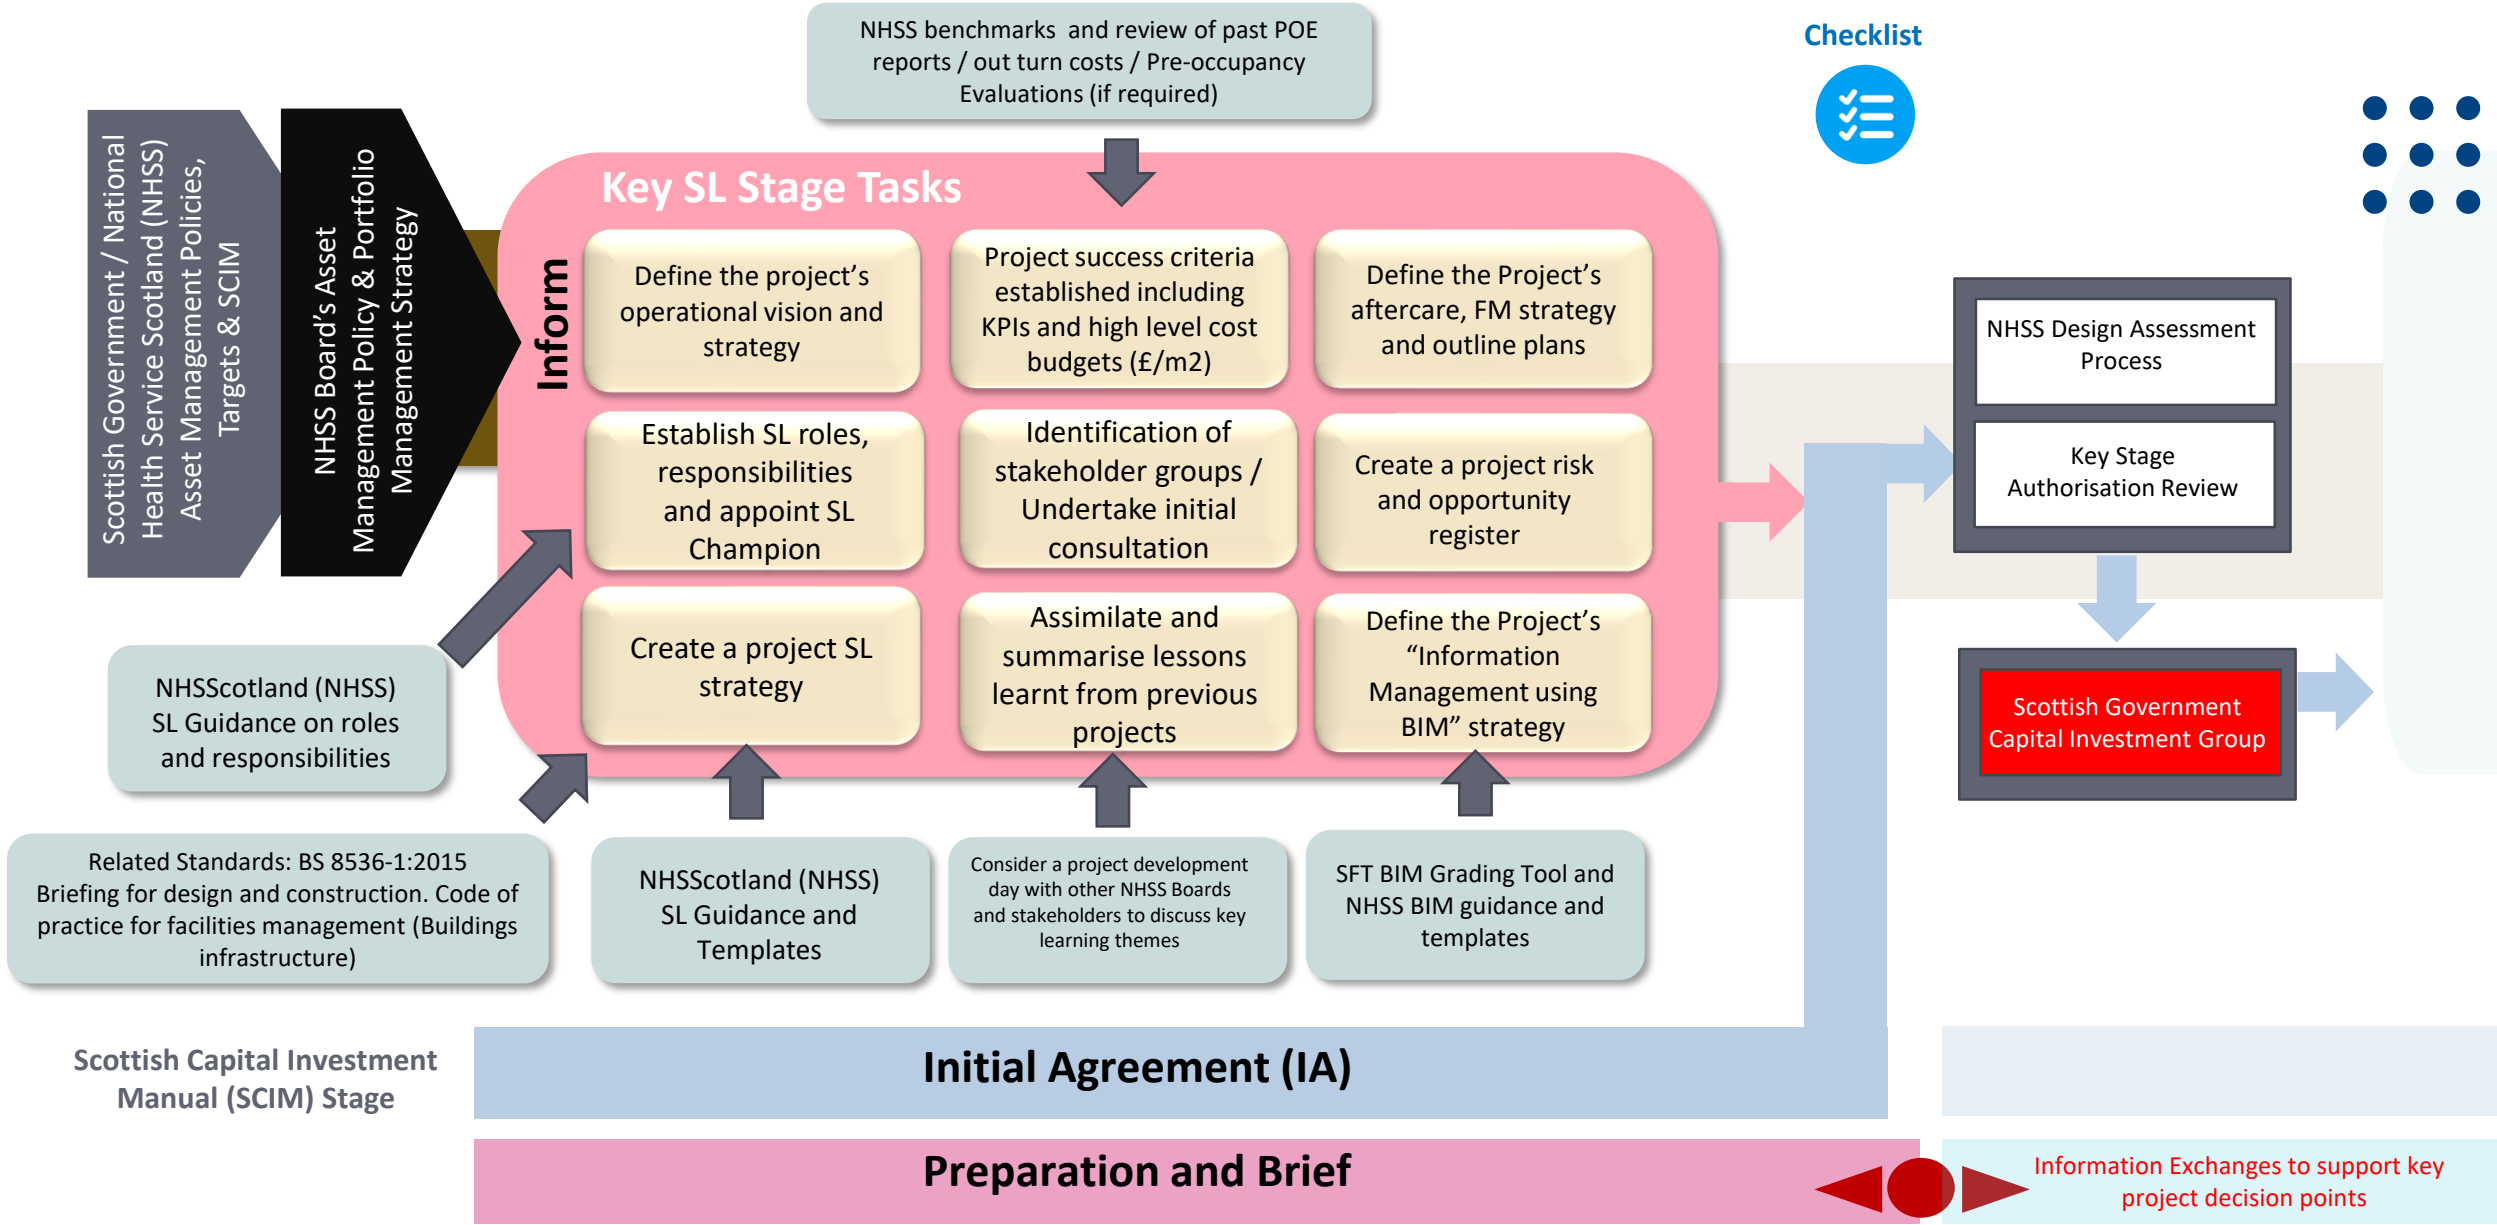 NHSS benchmarks and review of past POE
reports / out turn costs / Pre-occupancy
Evaluations (if required)
Checklist
Scottish Government / National
Health Service Scotland (NHSS)
Asset Management Policies,
Targets & SCIM
NHSS Board's Asset
Management Policy & Portfolio
Management Strategy
Key SL Stage Tasks
Inform
Define the project's
operational vision and
strategy
Project success criteria
established including
KPIs and high level cost
budgets (£/m2)
Define the Project's
aftercare, FM strategy
and outline plans
Establish SL roles,
responsibilities
and appoint SL
Champion
Identification of
stakeholder groups /
Undertake initial
consultation
Create a project risk
and opportunity
register
Create a project SL
strategy
Assimilate and
summarise lessons
learnt from previous
projects
Define the Project's
“Information
Management using
BIM” strategy
NHSS Design Assessment
Process
Key Stage
Authorisation Review
Scottish Government
Capital Investment Group
NHSScotland (NHSS)
SL Guidance on roles
and responsibilities
Related Standards: BS 8536-1:2015
Briefing for design and construction. Code of
practice for facilities management (Buildings
infrastructure)
NHSScotland (NHSS)
SL Guidance and
Templates
Consider a project development
day with other NHSS Boards
and stakeholders to discuss key
learning themes
SFT BIM Grading Tool and
NHSS BIM guidance and
templates
Scottish Capital Investment
Manual (SCIM) Stage
Initial Agreement (IA)
Preparation and Brief
Information Exchanges to support key
project decision points